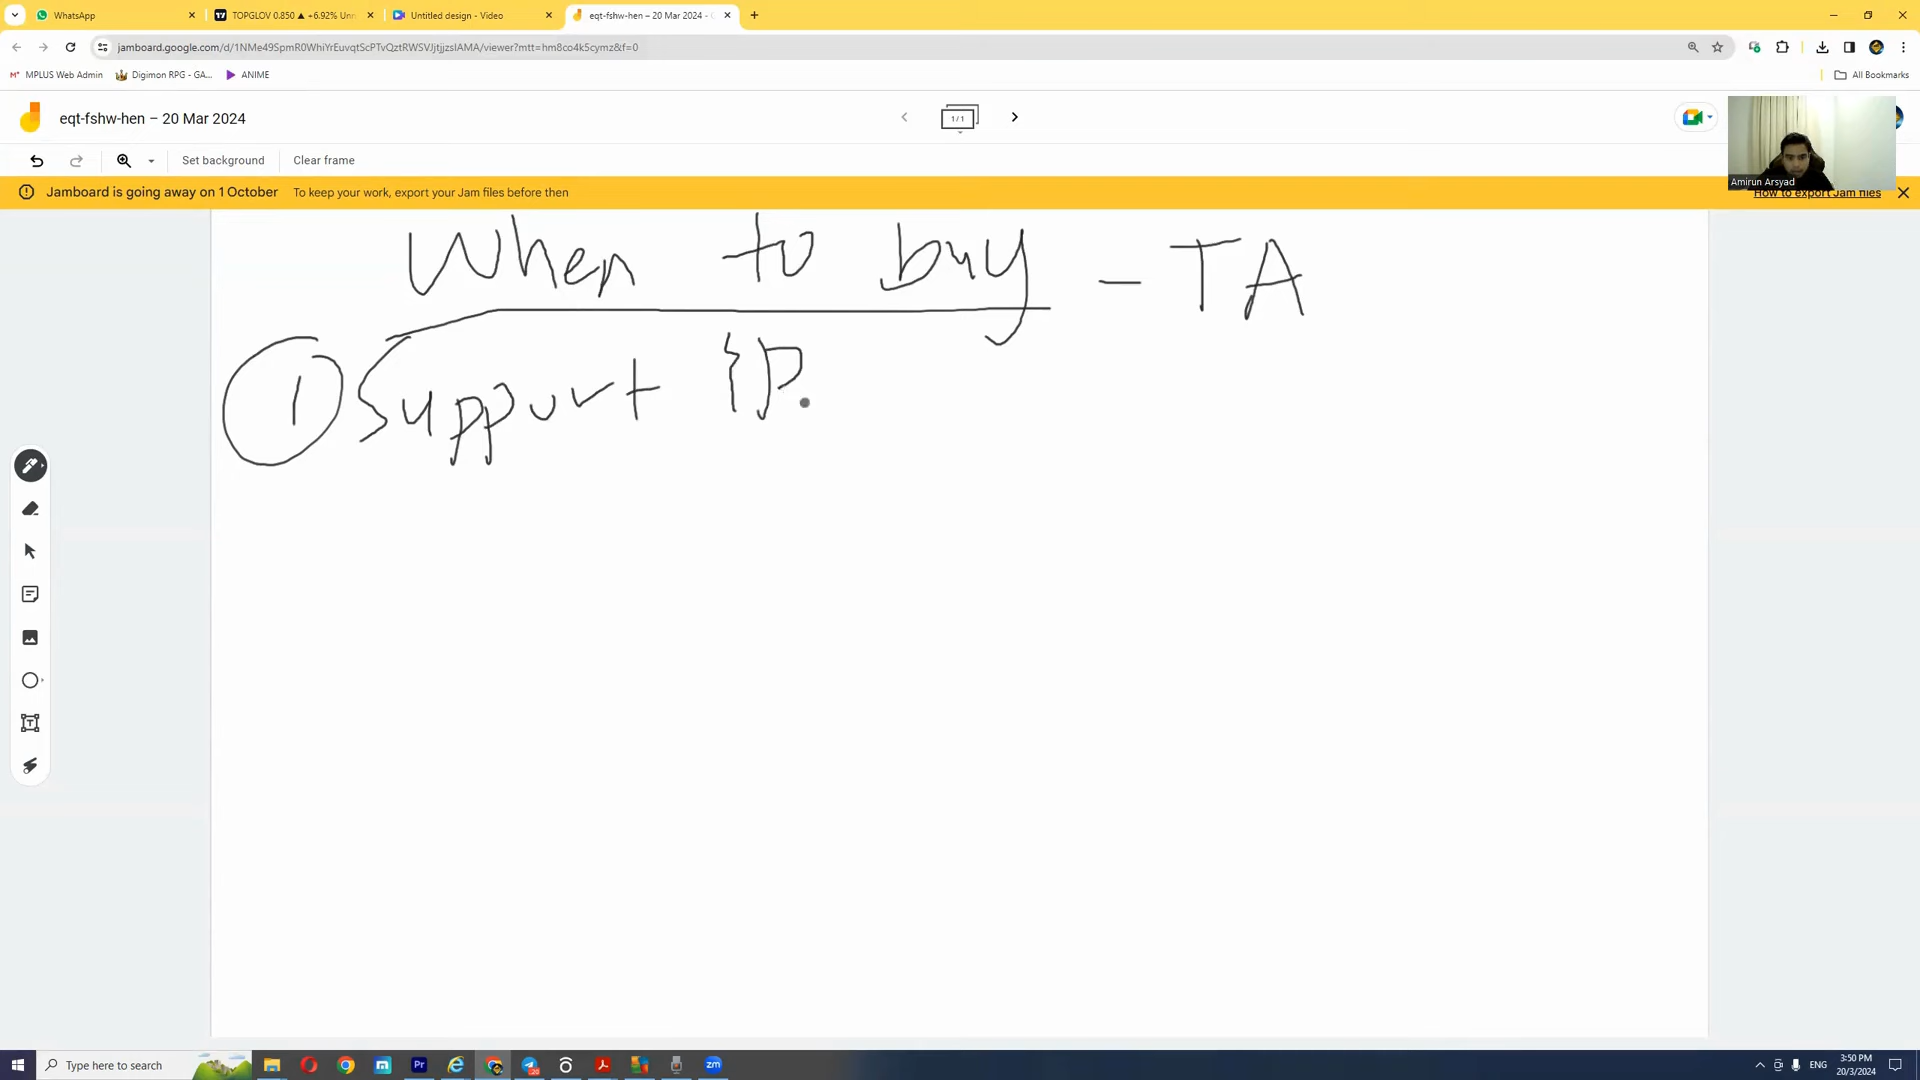 WhatsApp
TOPGLOV 0.850 ▲ +6.92% Un
Untitled design - Video
eqt-fshw-hen – 20 Mar 2024 -
jamboard.google.com/d/1NMe49SpmR0WhiYrEuvqtScPTvQztRWSVJjtjjzsIAMA/viewer?mtt=hm8co4k5cymz&f=0
MPLUS Web Admin
Digimon RPG - GA...
ANIME
All Bookmarks
eqt-fshw-hen – 20 Mar 2024
1/1
Set background
Clear frame
Amirun Arsyad
Jamboard is going away on 1 October To keep your work, export your Jam files before then
How to export Jam files
When to buy - TA
1 Support
Type here to search
Pr
zm
ENG
3:50 PM
20/3/2024